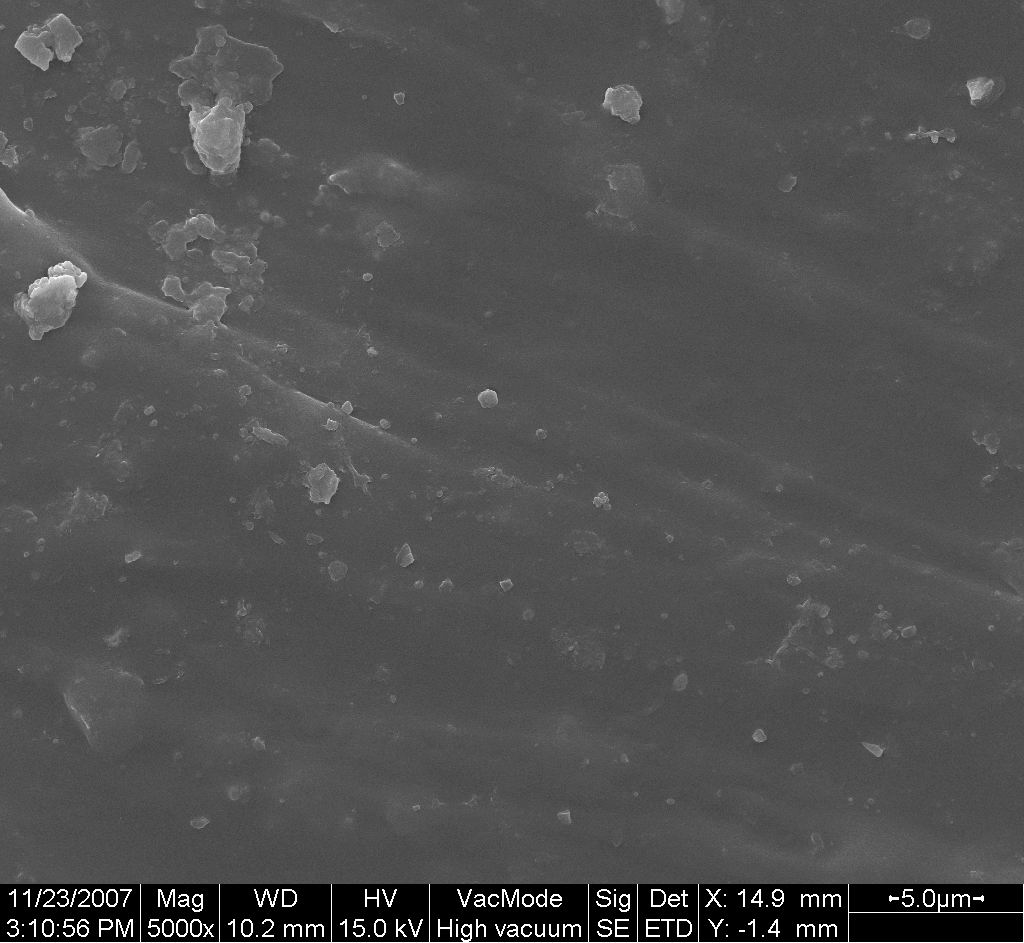 11/23/2007 Mag WD HV VacMode Sig Det X: 14.9 mm 5.0µm
3:10:56 PM 5000x 10.2 mm 15.0 kV High vacuum SE ETD Y: -1.4 mm